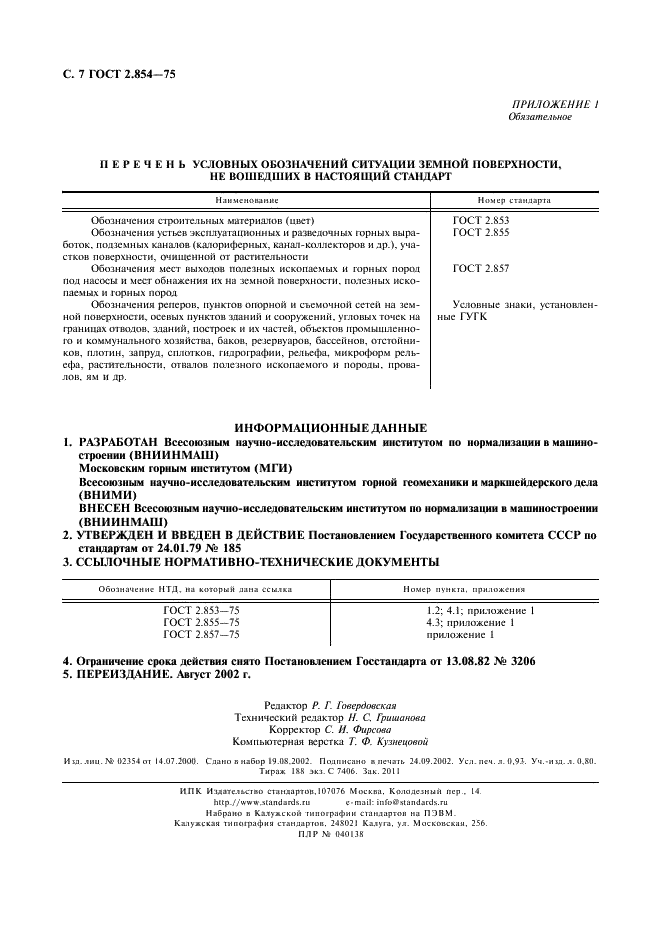 С. 7 ГОСТ 2.854—75
ПРИЛОЖЕНИЕ 1
Обязательное
ПЕРЕЧЕНЬ УСЛОВНЫХ ОБОЗНАЧЕНИЙ СИТУАЦИИ ЗЕМНОЙ ПОВЕРХНОСТИ,
НЕ ВОШЕДШИХ В НАСТОЯЩИЙ СТАНДАРТ
Наименование Номер стандарта
Обозначения строительных материалов (цвет) ГОСТ 2.853
Обозначения устьев эксплуатационных и разведочных горных выра- ГОСТ 2.855
боток, подземных каналов (калориферных, канал-коллекторов и др.), уча-
стков поверхности, очищенной от растительности
Обозначения мест выходов полезных ископаемых и горных пород ГОСТ 2.857
под насосы и мест обнажения их на земной поверхности, полезных иско-
паемых и горных пород
Обозначения реперов, пунктов опорной и съемочной сетей на зем- Условные знаки, установлен-
ной поверхности, осевых пунктов зданий и сооружений, угловых точек на ные ГУГК
границах отводов, зданий, построек и их частей, объектов промышленно-
го и коммунального хозяйства, баков, резервуаров, бассейнов, отстойни-
ков, плотин, запруд, сплотков, гидрографии, рельефа, микроформ рель-
ефа, растительности, отвалов полезного ископаемого и породы, прова-
лов, ям и др.
ИНФОРМАЦИОННЫЕ ДАННЫЕ
1. РАЗРАБОТАН Всесоюзным научно-исследовательским институтом по нормализации в машино-
строении (ВНИИНМАШ)
Московским горным институтом (МГИ)
Всесоюзным научно-исследовательским институтом горной геомеханики и маркшейдерского дела
(ВНИМИ)
ВНЕСЕН Всесоюзным научно-исследовательским институтом по нормализации в машиностроении
(ВНИИНМАШ)
2. УТВЕРЖДЕН И ВВЕДЕН В ДЕЙСТВИЕ Постановлением Государственного комитета СССР по
стандартам от 24.01.79 № 185
3. ССЫЛОЧНЫЕ НОРМАТИВНО-ТЕХНИЧЕСКИЕ ДОКУМЕНТЫ
Обозначение НТД, на который дана ссылка Номер пункта, приложения
ГОСТ 2.853—75 1.2; 4.1; приложение 1
ГОСТ 2.855—75 4.3; приложение 1
ГОСТ 2.857—75 приложение 1
4. Ограничение срока действия снято Постановлением Госстандарта от 13.08.82 № 3206
5. ПЕРЕИЗДАНИЕ. Август 2002 г.
Редактор Р. Г. Говердовская
Технический редактор Н. С. Гришанова
Корректор С. И. Фирсова
Компьютерная верстка Т. Ф. Кузнецовой
Изд. лиц. № 02354 от 14.07.2000. Сдано в набор 19.08.2002. Подписано в печать 24.09.2002. Усл. печ. л. 0,93. Уч.-изд. л. 0,80.
Тираж 188 экз. С 7406. Зак. 2011
ИПК Издательство стандартов, 107076 Москва, Колодезный пер., 14.
http://www.standards.ru e-mail: info@standards.ru
Набрано в Калужской типографии стандартов на ПЭВМ.
Калужская типография стандартов, 248021 Калуга, ул. Московская, 256.
ПЛР № 040138